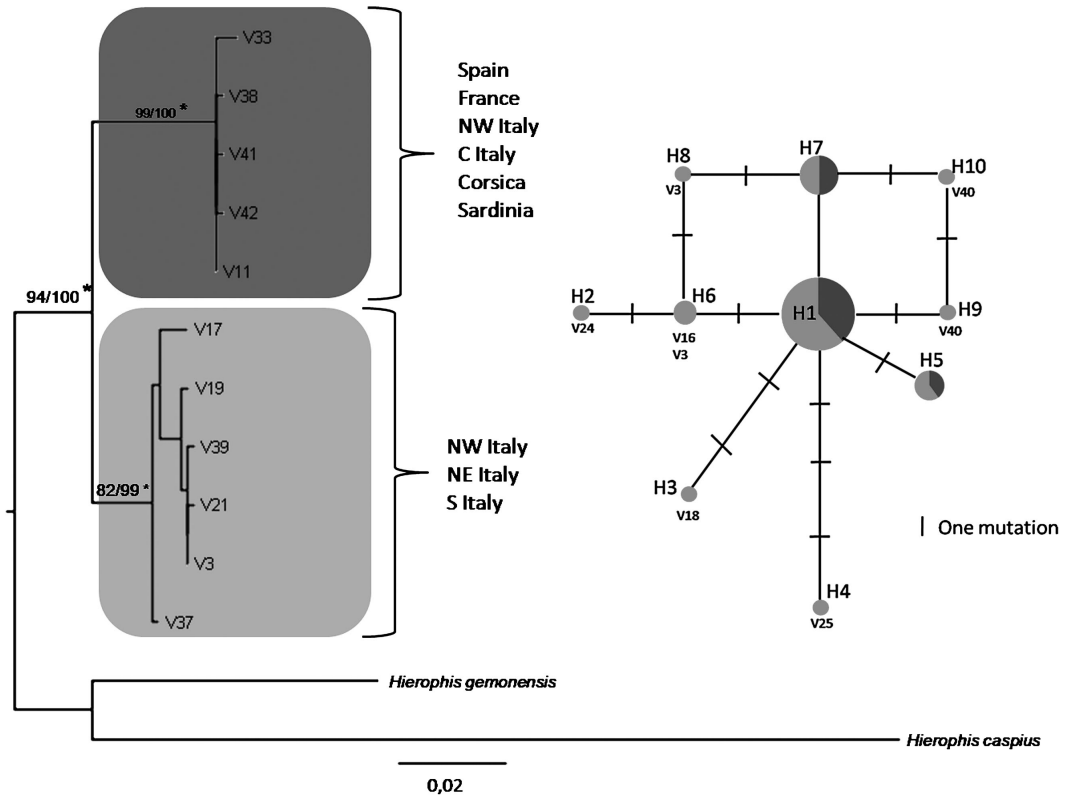 V33
99/100 *
V38
V41
V42
V11
Spain
France
NW Italy
C Italy
Corsica
Sardinia
94/100 *
V17
V19
V39
82/99 *
V21
V3
V37
NW Italy
NE Italy
S Italy
Hierophis gemonensis
Hierophis caspius
0,02
H8
V3
H7
H10
V40
H2
V24
H6
V16
V3
H1
H9
V40
H5
H3
V18
One mutation
H4
V25